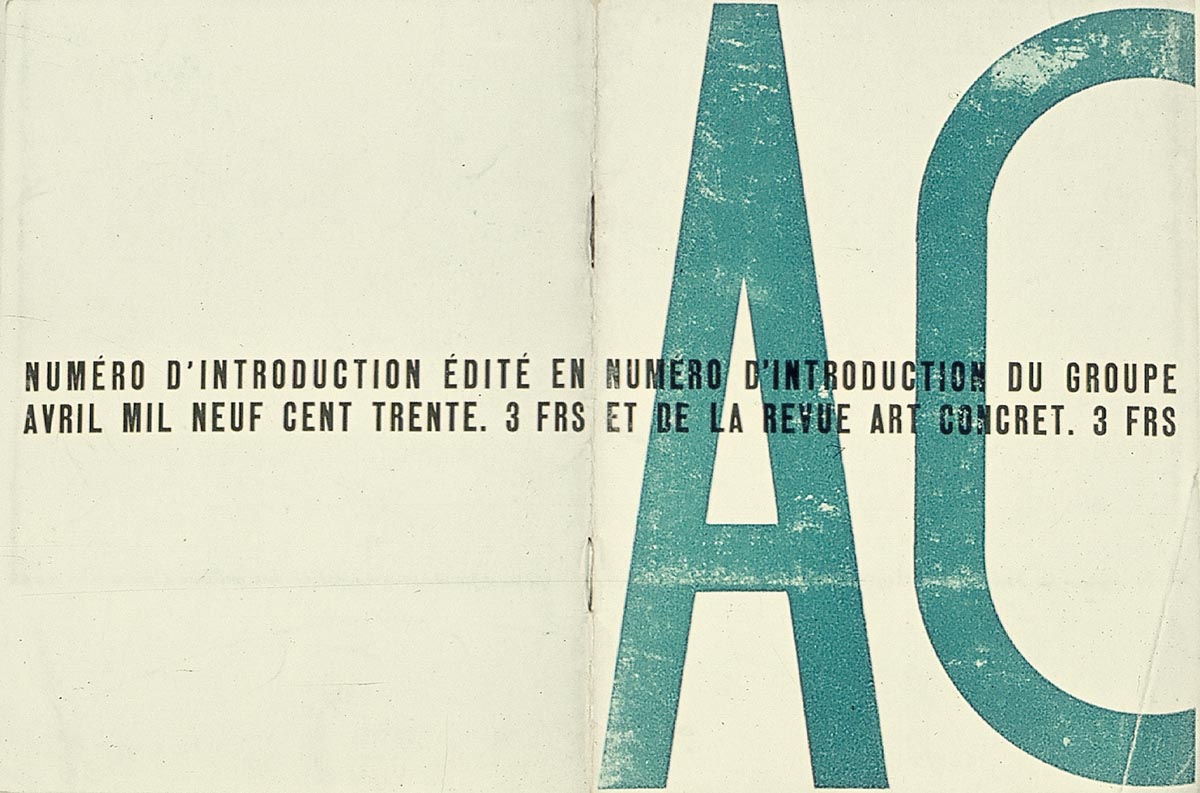 NUMÉRO D'INTRODUCTION ÉDITÉ EN
AVRIL MIL NEUF CENT TRENTE. 3 FRS
AC
NUMÉRO D'INTRODUCTION DU GROUPE
ET DE LA REVUE ART CONCRET. 3 FRS